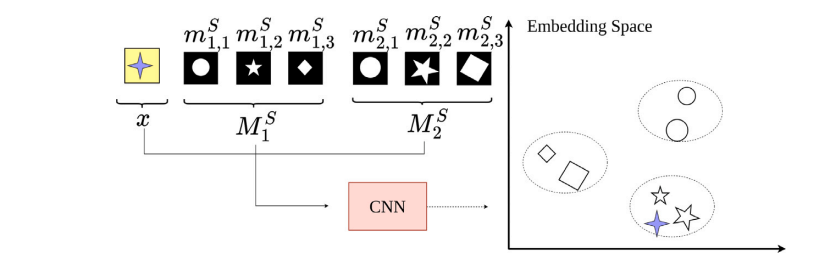 Embedding Space
m^S_{1,1} m^S_{1,2} m^S_{1,3} m^S_{2,1} m^S_{2,2} m^S_{2,3}
x M^S_1 M^S_2
CNN